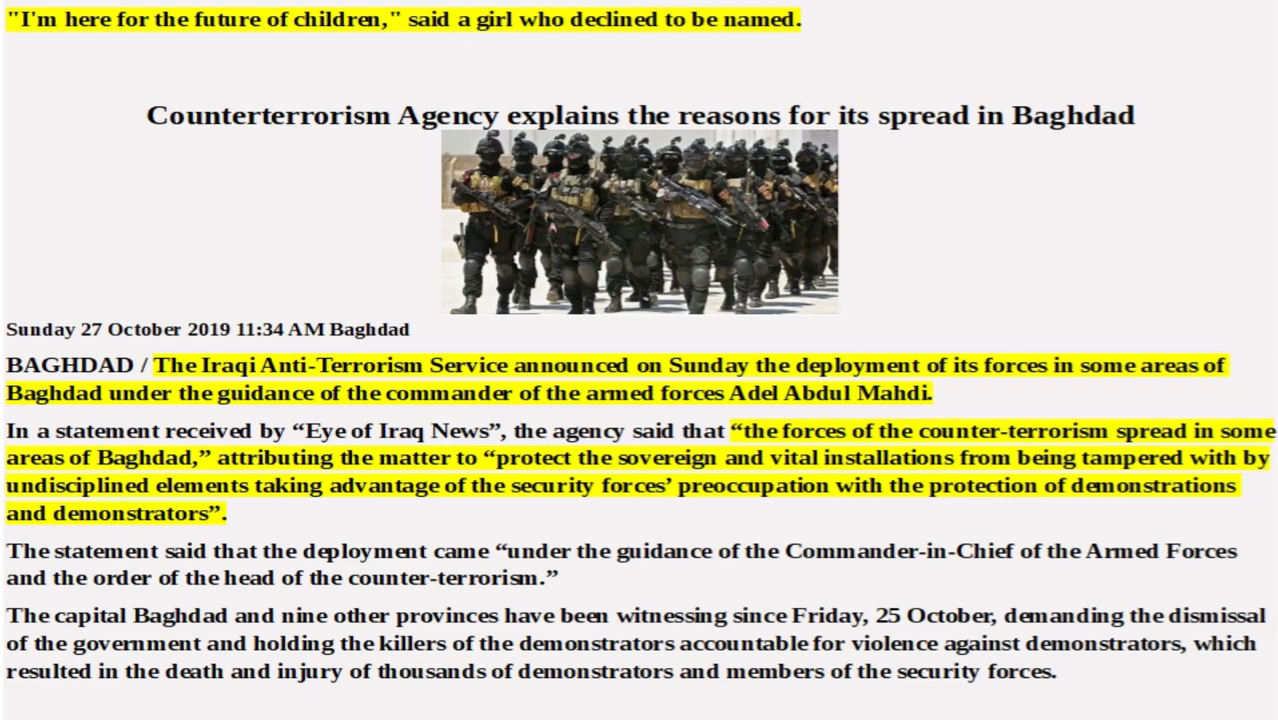 "I'm here for the future of children," said a girl who declined to be named.
Counterterrorism Agency explains the reasons for its spread in Baghdad
Sunday 27 October 2019 11:34 AM Baghdad
BAGHDAD / The Iraqi Anti-Terrorism Service announced on Sunday the deployment of its forces in some areas of
Baghdad under the guidance of the commander of the armed forces Adel Abdul Mahdi.
In a statement received by “Eye of Iraq News”, the agency said that “the forces of the counter-terrorism spread in some
areas of Baghdad,” attributing the matter to “protect the sovereign and vital installations from being tampered with by
undisciplined elements taking advantage of the security forces’ preoccupation with the protection of demonstrations
and demonstrators”.
The statement said that the deployment came “under the guidance of the Commander-in-Chief of the Armed Forces
and the order of the head of the counter-terrorism.”
The capital Baghdad and nine other provinces have been witnessing since Friday, 25 October, demanding the dismissal
of the government and holding the killers of the demonstrators accountable for violence against demonstrators, which
resulted in the death and injury of thousands of demonstrators and members of the security forces.